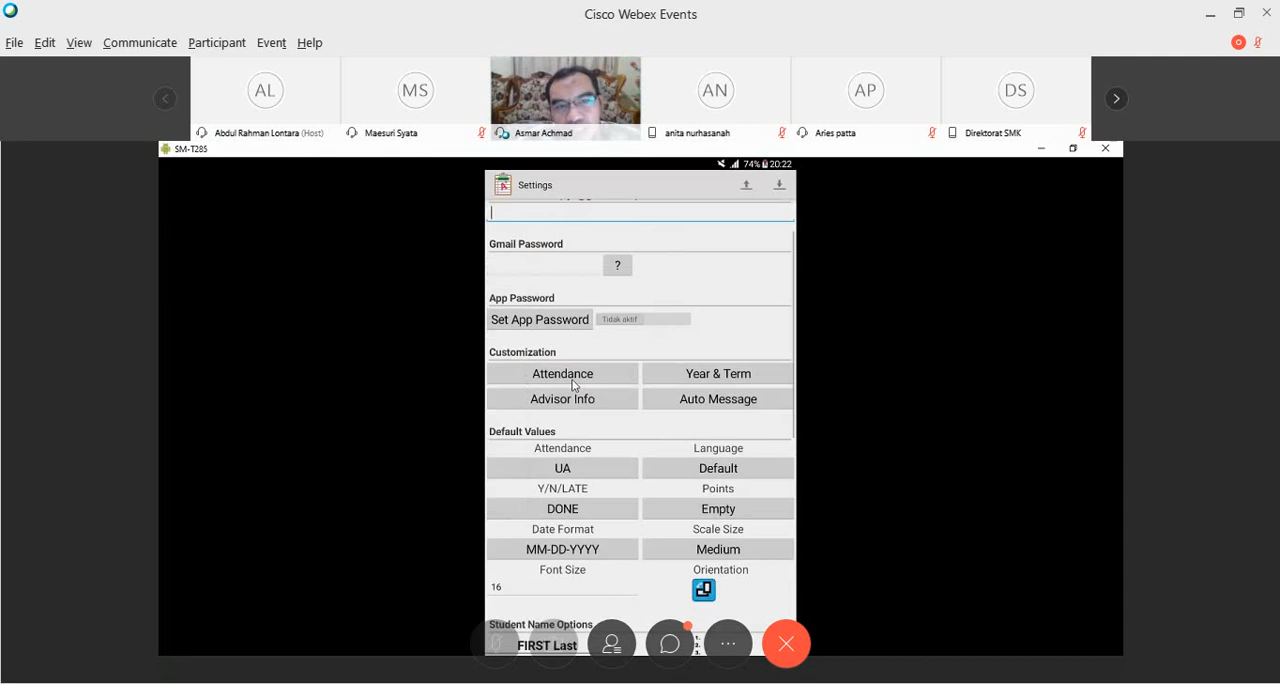 Cisco Webex Events
File Edit View Communicate Participant Event Help
AL MS AN AP DS
Abdul Rahman Lontara (Host) Maesuri Syata Asmar Achmad anita nurhasanah Aries patta Direktorat SMK
SM-T285
74% 20:22
Settings
Gmail Password
?
App Password
Set App Password Tidak aktif
Customization
Attendance Year & Term
Advisor Info Auto Message
Default Values
Attendance Language
UA Default
Y/N/LATE Points
DONE Empty
Date Format Scale Size
MM-DD-YYYY Medium
Font Size Orientation
16
Student Name Options
FIRST Last